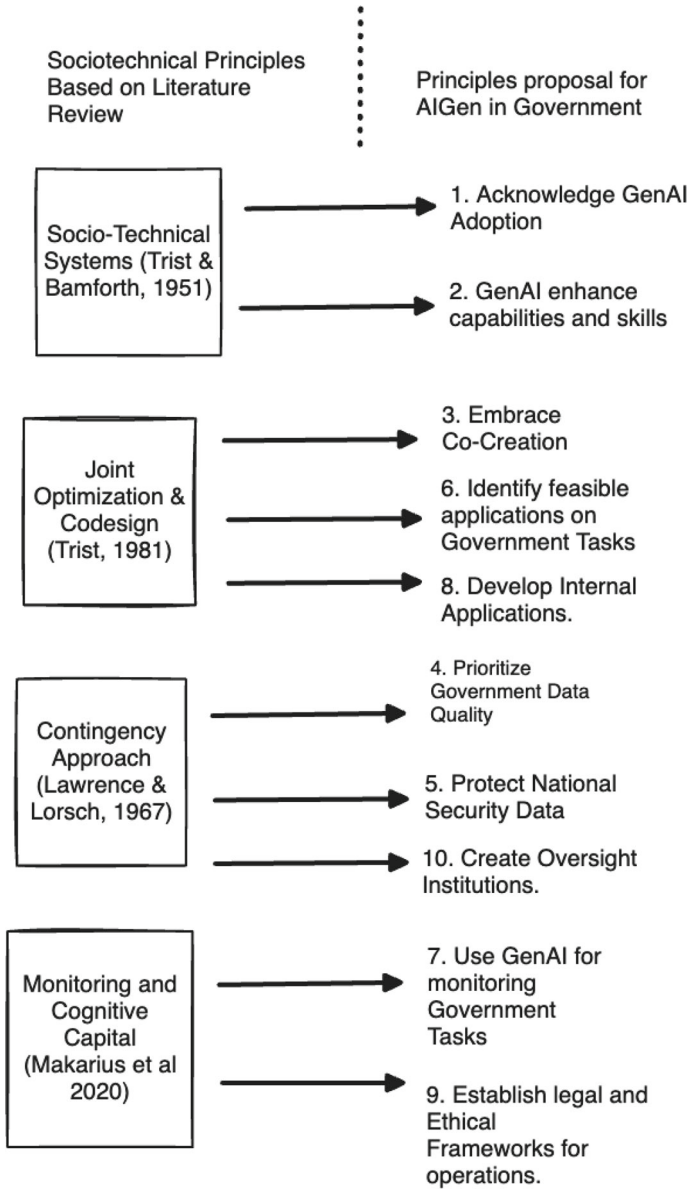 Sociotechnical Principles
Based on Literature
Review
Principles proposal for
AIGen in Government
Socio-Technical
Systems (Trist &
Bamforth, 1951)
1. Acknowledge GenAI
Adoption
2. GenAI enhance
capabilities and skills
Joint
Optimization &
Codesign
(Trist, 1981)
3. Embrace
Co-Creation
6. Identify feasible
applications on
Government Tasks
8. Develop Internal
Applications.
Contingency
Approach
(Lawrence &
Lorsch, 1967)
4. Prioritize
Government Data
Quality
5. Protect National
Security Data
10. Create Oversight
Institutions.
Monitoring and
Cognitive
Capital
(Makarius et al
2020)
7. Use GenAI for
monitoring
Government
Tasks
9. Establish legal and
Ethical
Frameworks for
operations.